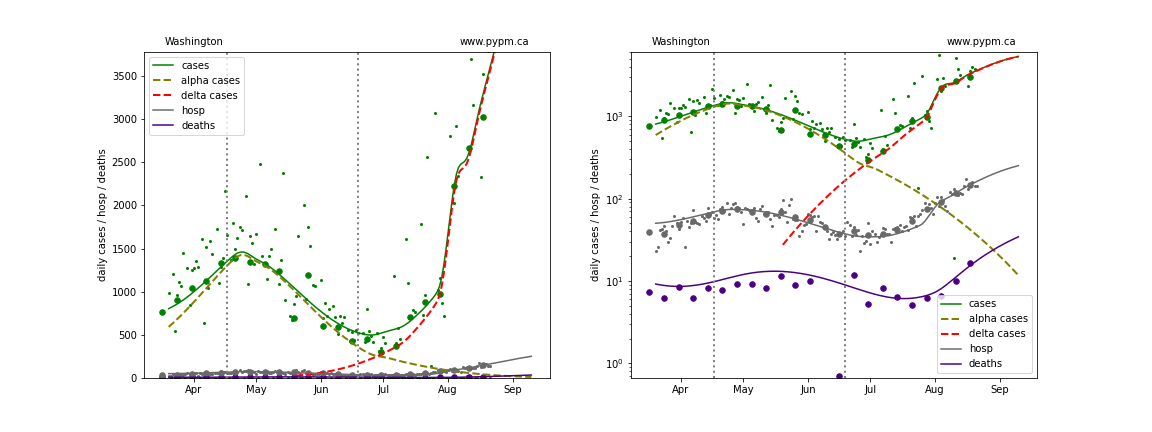 Washington www.pypm.ca
cases
alpha cases
delta cases
hosp
deaths
daily cases / hosp / deaths
3500
3000
2500
2000
1500
1000
500
0
Apr May Jun Jul Aug Sep
Washington www.pypm.ca
daily cases / hosp / deaths
10³
10²
10¹
10⁰
cases
alpha cases
delta cases
hosp
deaths
Apr May Jun Jul Aug Sep